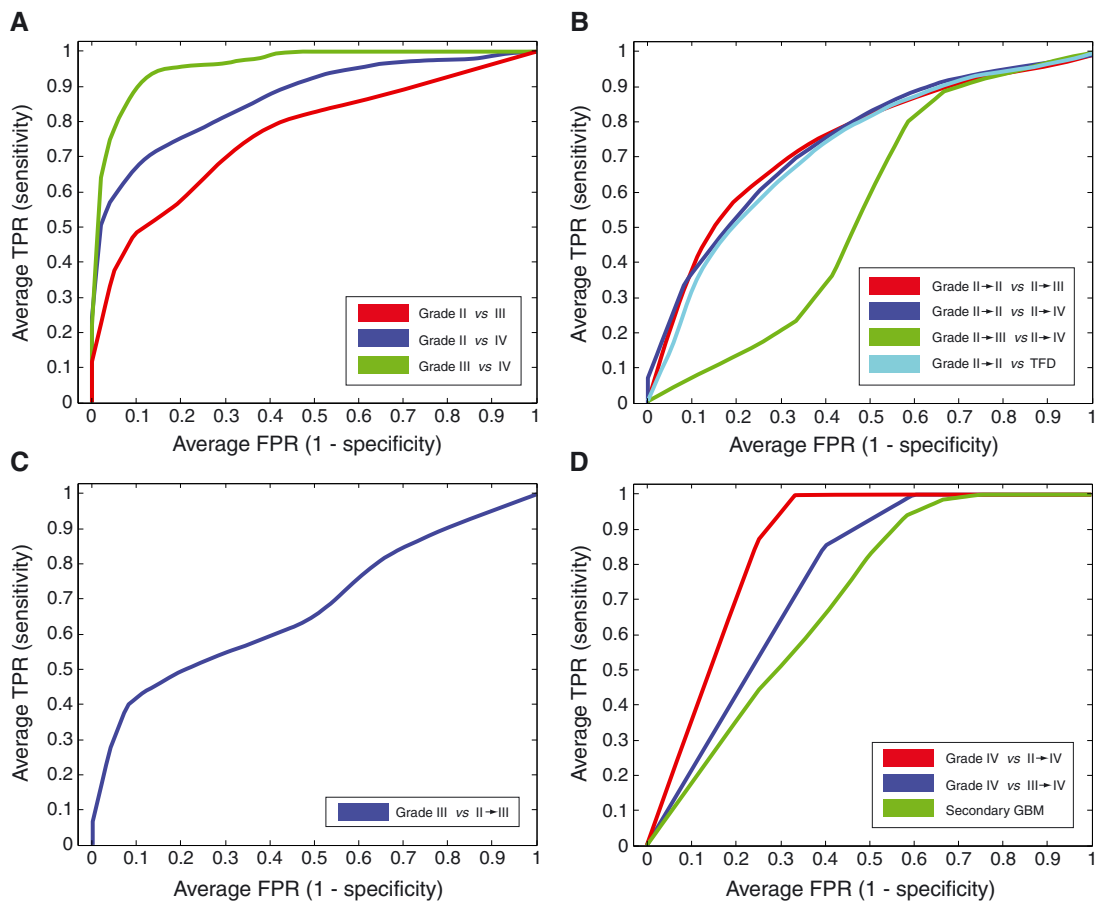 A
1
0.9
0.8
0.7
0.6
0.5
0.4
0.3
0.2
0.1
0
Average TPR (sensitivity)
Grade II vs III
Grade II vs IV
Grade III vs IV
0 0.1 0.2 0.3 0.4 0.5 0.6 0.7 0.8 0.9 1
Average FPR (1 - specificity)
B
1
0.9
0.8
0.7
0.6
0.5
0.4
0.3
0.2
0.1
0
Average TPR (sensitivity)
Grade II→II vs II→III
Grade II→II vs II→IV
Grade II→III vs II→IV
Grade II→II vs TFD
0 0.1 0.2 0.3 0.4 0.5 0.6 0.7 0.8 0.9 1
Average FPR (1 - specificity)
C
1
0.9
0.8
0.7
0.6
0.5
0.4
0.3
0.2
0.1
0
Average TPR (sensitivity)
Grade III vs II→III
0 0.1 0.2 0.3 0.4 0.5 0.6 0.7 0.8 0.9 1
Average FPR (1 - specificity)
D
1
0.9
0.8
0.7
0.6
0.5
0.4
0.3
0.2
0.1
0
Average TPR (sensitivity)
Grade IV vs II→IV
Grade IV vs III→IV
Secondary GBM
0 0.1 0.2 0.3 0.4 0.5 0.6 0.7 0.8 0.9 1
Average FPR (1 - specificity)